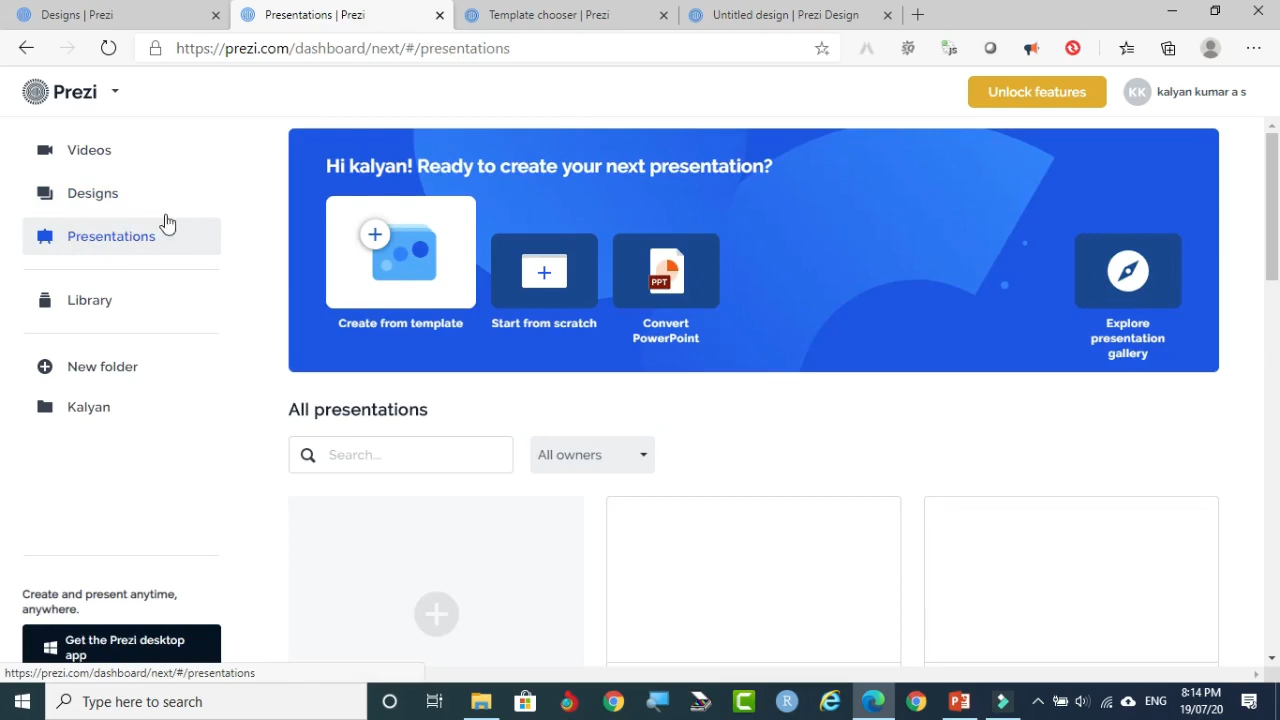 Designs | Prezi
Presentations | Prezi
Template chooser | Prezi
Untitled design | Prezi Design
https://prezi.com/dashboard/next/#/presentations
Prezi
Unlock features
KK
kalyan kumar a s
Videos
Designs
Presentations
Library
New folder
Kalyan
Create and present anytime,
anywhere.
Get the Prezi desktop
app
Hi kalyan! Ready to create your next presentation?
Create from template
Start from scratch
PPT
Convert
PowerPoint
Explore
presentation
gallery
All presentations
Search...
All owners
https://prezi.com/dashboard/next/#/presentations
Type here to search
ENG
8:14 PM
19/07/20